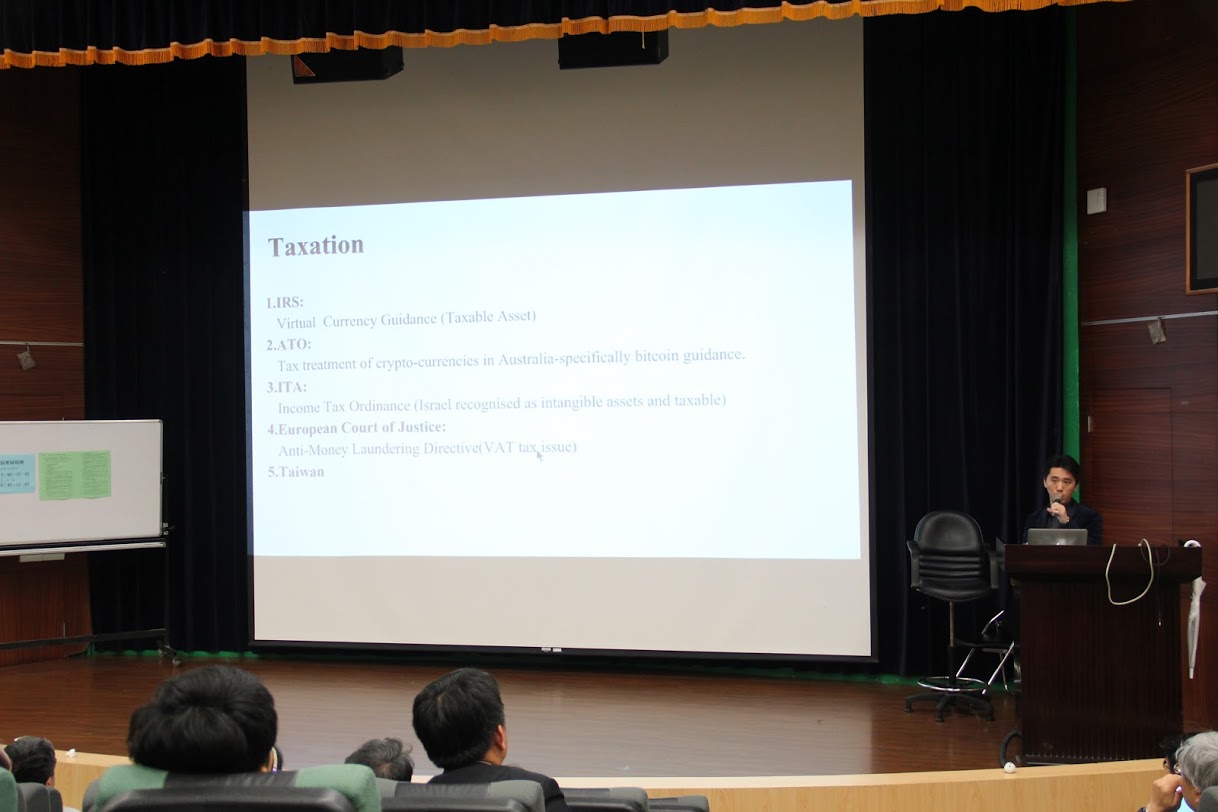 Taxation
1.IRS:
Virtual Currency Guidance (Taxable Asset)
2.ATO:
Tax treatment of crypto-currencies in Australia-specifically bitcoin guidance.
3.ITA:
Income Tax Ordinance (Israel recognised as intangible assets and taxable)
4.European Court of Justice:
Anti-Money Laundering Directive(VAT tax issue)
5.Taiwan